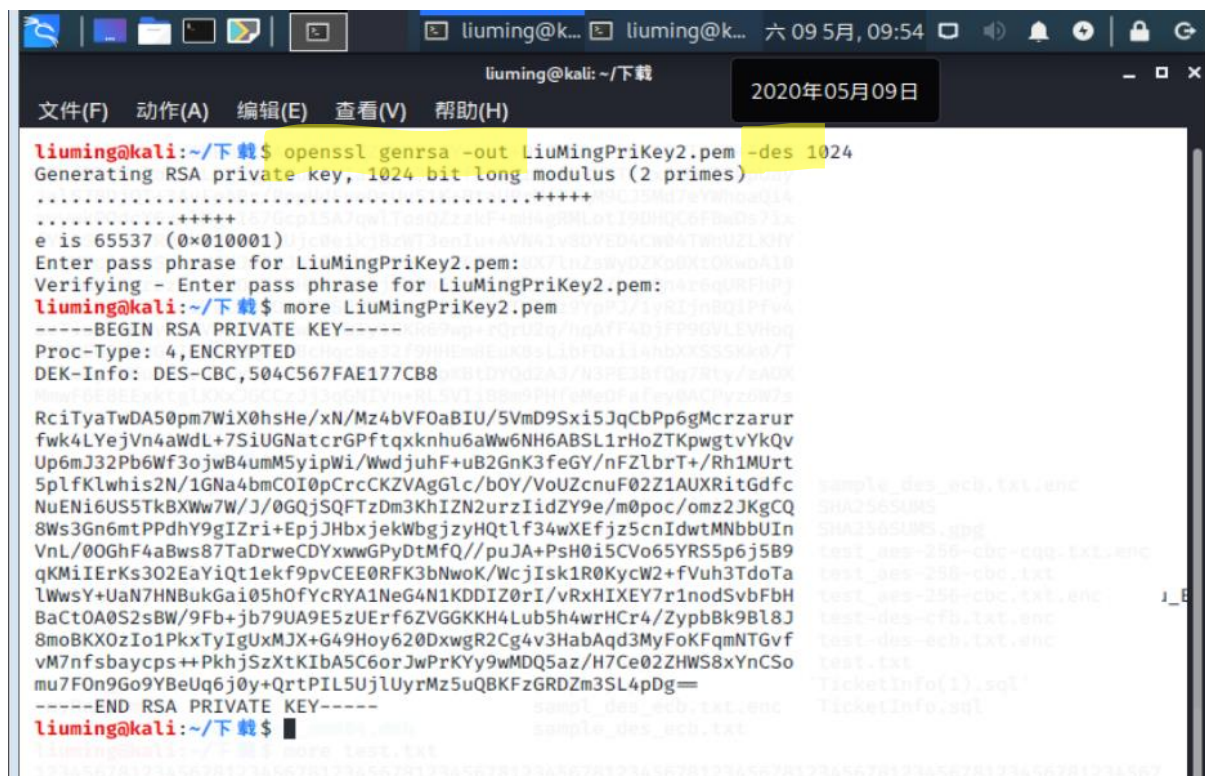 liuming@k... liuming@k... 六 09 5月, 09:54
liuming@kali: ~/下载
2020年05月09日
文件(F) 动作(A) 编辑(E) 查看(V) 帮助(H)
liuming@kali:~/下载$ openssl genrsa -out LiuMingPriKey2.pem -des 1024
Generating RSA private key, 1024 bit long modulus (2 primes)
..............................................+++++
.............+++++
e is 65537 (0×010001)
Enter pass phrase for LiuMingPriKey2.pem:
Verifying - Enter pass phrase for LiuMingPriKey2.pem:
liuming@kali:~/下载$ more LiuMingPriKey2.pem
-----BEGIN RSA PRIVATE KEY-----
Proc-Type: 4,ENCRYPTED
DEK-Info: DES-CBC,504C567FAE177CB8
RciTyaTwDA50pm7WiX0hsHe/xN/Mz4bVFOaBIU/5VmD9Sxi5JqCbPp6gMcrzarur
fwk4LYejVn4aWdL+7SiUGNatcrGPftqxknhu6aWw6NH6ABSL1rHoZTKpwgtvYkQv
Up6mJ32Pb6Wf3ojwB4umM5yipWi/WwdjuhF+uB2GnK3feGY/nFZlbrT+/Rh1MUrt
5plfKlwhis2N/1GNa4bmCOI0pCrcCKZVAgGlc/bOY/VoUZcnuF02Z1AUXRitGdfc
NuENi6US5TkBXWw7W/J/0GQjSQFTzDm3KhIZN2urzIidZY9e/m0poc/omz2JKgCQ
8Ws3Gn6mtPPdhY9gIZri+EpjJHbxjekWbgjzyHQtlf34wXEfjz5cnIdwtMNbbUIn
VnL/0OGhF4aBws87TaDrweCDYxwwGPyDtMfQ//puJA+PsH0i5CVo65YRS5p6j5B9
qKMiIErKs3O2EaYiQt1ekf9pvCEE0RFK3bNwoK/WcjIsk1R0KycW2+fVuh3TdoTa
lWwsY+UaN7HNBukGai05hOfYcRYA1NeG4N1KDDIZ0rI/vRxHIXEY7r1nodSvbFbH
BaCtOA0S2sBW/9Fb+jb79UA9E5zUErf6ZVGGKKH4Lub5h4wrHCr4/ZypbBk9Bl8J
8moBKXOzIo1PkxTyIgUxMJX+G49Hoy620DxwgR2Cg4v3HabAqd3MyFoKFqmNTGvf
vM7nfsbaycps++PkhjSzXtKIbA5C6orJwPrKYy9wMDQ5az/H7Ce02ZHWS8xYnCSo
mu7FOn9Go9YBeUq6j0y+QrtPIL5UjlUyrMz5uQBKFzGRDZm3SL4pDg==
-----END RSA PRIVATE KEY-----
liuming@kali:~/下载$